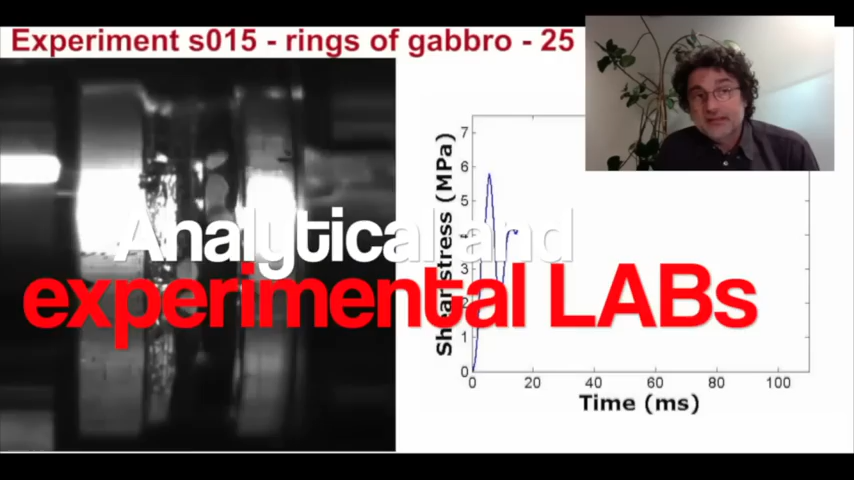 Experiment s015 - rings of gabbro - 25
Analytical and
experimental LABs
Shear stress (MPa)
7
6
5
4
3
2
1
0
0 20 40 60 80 100
Time (ms)